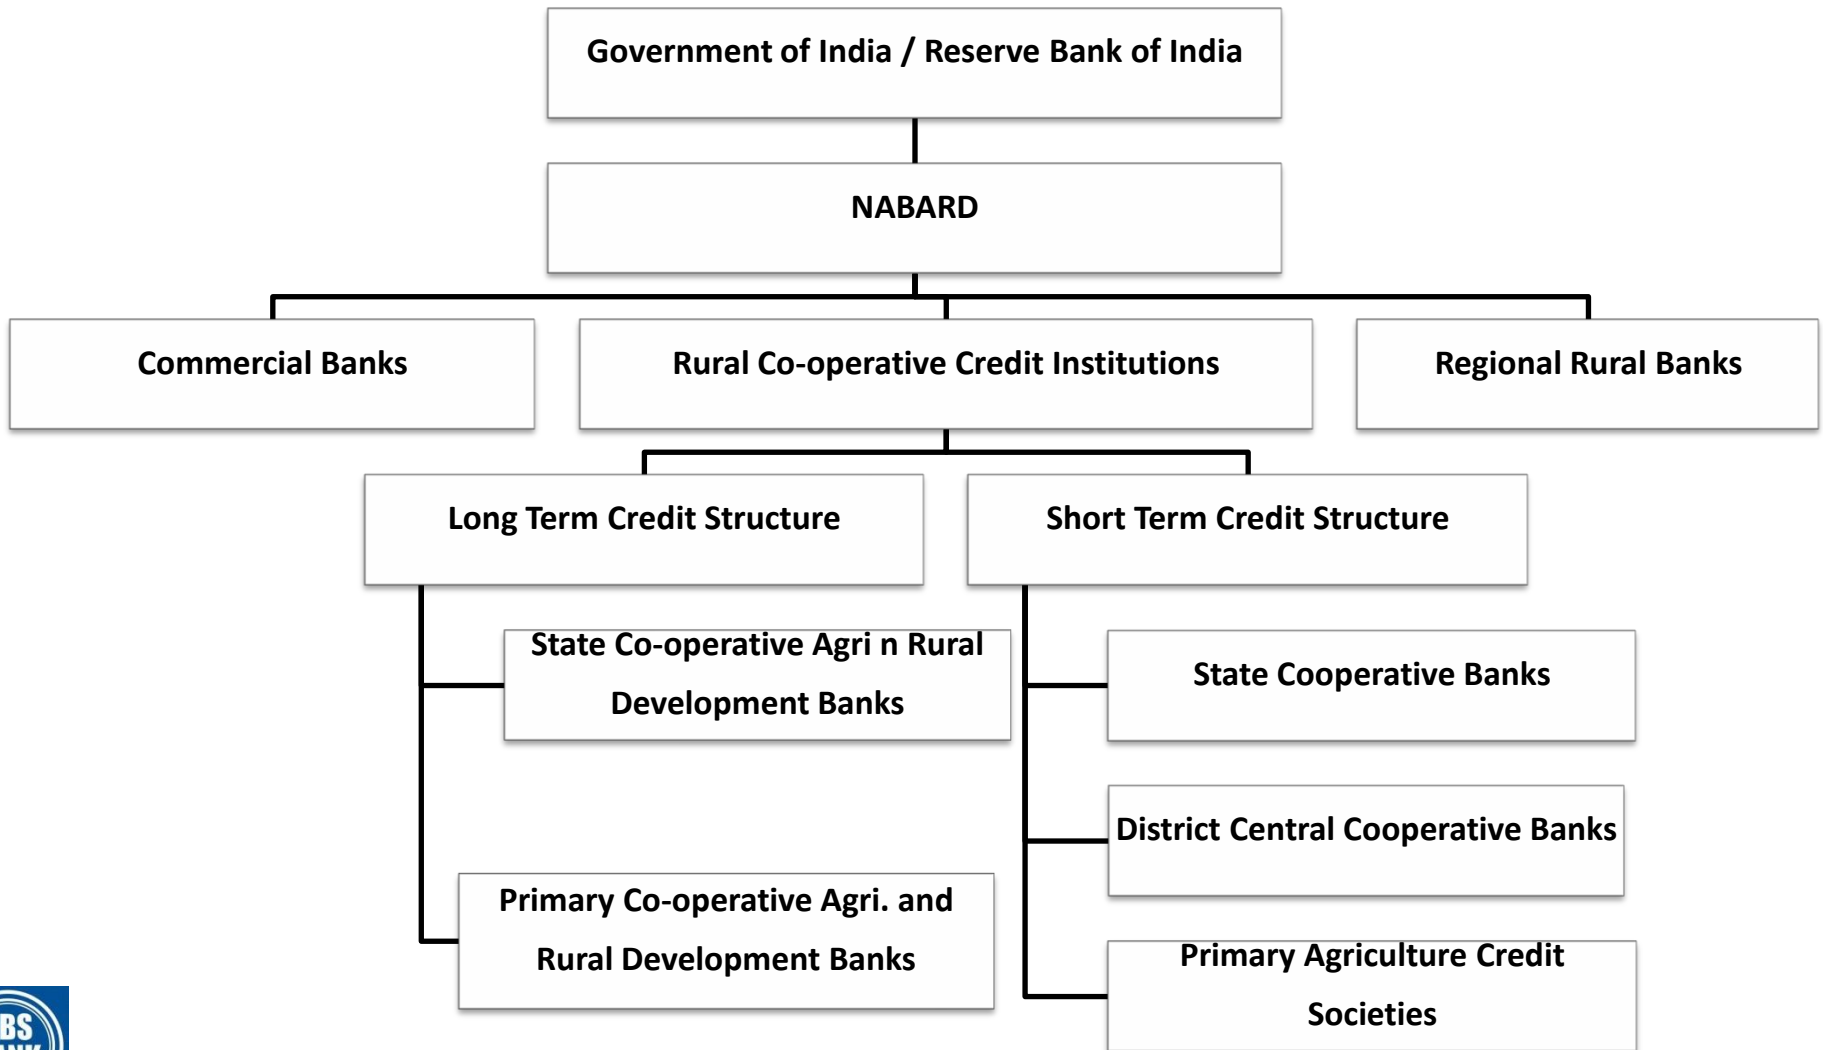 Government of India / Reserve Bank of India
NABARD
Commercial Banks
Rural Co-operative Credit Institutions
Regional Rural Banks
Long Term Credit Structure
Short Term Credit Structure
State Co-operative Agri n Rural
Development Banks
State Cooperative Banks
District Central Cooperative Banks
Primary Co-operative Agri. and
Rural Development Banks
Primary Agriculture Credit
Societies
BS